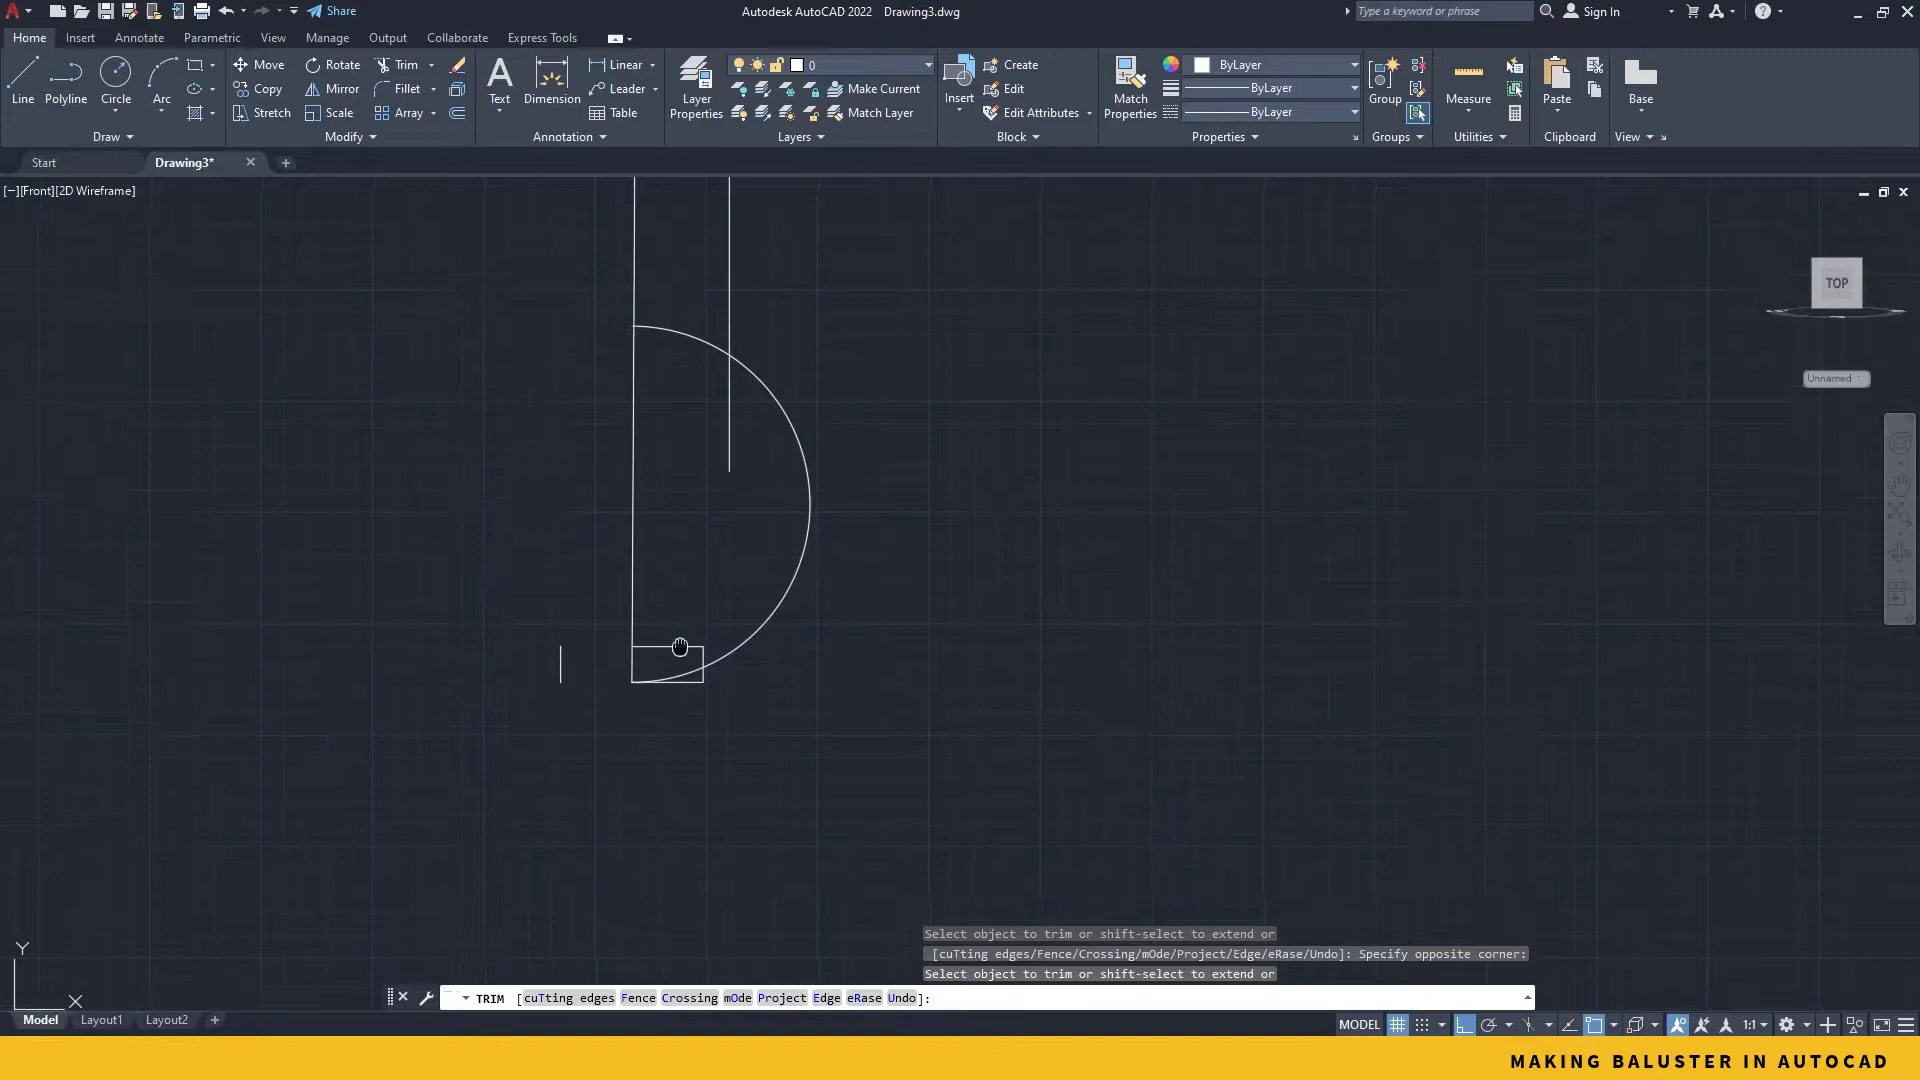 Share
Autodesk AutoCAD 2022 Drawing3.dwg
Type a keyword or phrase
Sign In
Home Insert Annotate Parametric View Manage Output Collaborate Express Tools
Line Polyline Circle Arc
Draw
Move Rotate Trim
Copy Mirror Fillet
Stretch Scale Array
Modify
Text Dimension
Linear
Leader
Table
Annotation
Layer
Properties
0
Make Current
Match Layer
Layers
Insert
Create
Edit
Edit Attributes
Block
Match
Properties
ByLayer
ByLayer
ByLayer
Properties
Group
Groups
Measure
Utilities
Paste
Clipboard
Base
View
Start Drawing3*
[−][Front][2D Wireframe]
TOP
Unnamed
Y
X
Select object to trim or shift-select to extend or
[cuTting edges/Fence/Crossing/mOde/Project/Edge/eRase/Undo]: Specify opposite corner:
Select object to trim or shift-select to extend or
TRIM [cuTting edges Fence Crossing mOde Project Edge eRase Undo]:
Model Layout1 Layout2
MODEL 1:1
MAKING BALUSTER IN AUTOCAD